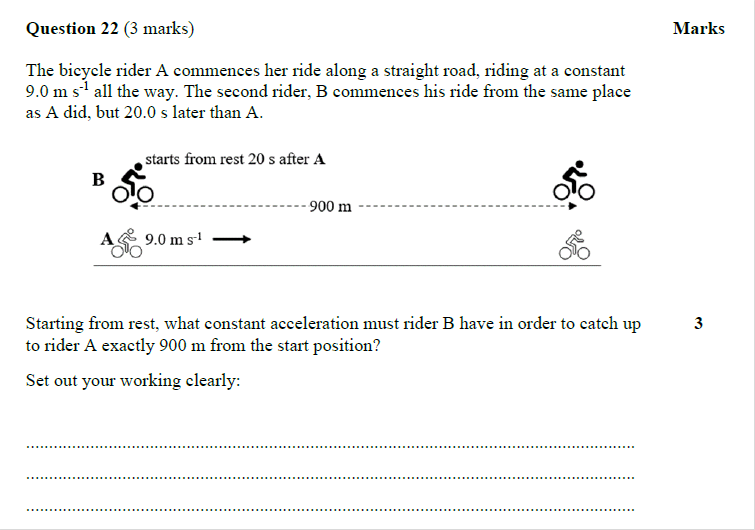 Question 22 (3 marks) Marks
The bicycle rider A commences her ride along a straight road, riding at a constant
9.0 m s⁻¹ all the way. The second rider, B commences his ride from the same place
as A did, but 20.0 s later than A.
starts from rest 20 s after A
B
900 m
A 9.0 m s⁻¹
Starting from rest, what constant acceleration must rider B have in order to catch up 3
to rider A exactly 900 m from the start position?
Set out your working clearly: